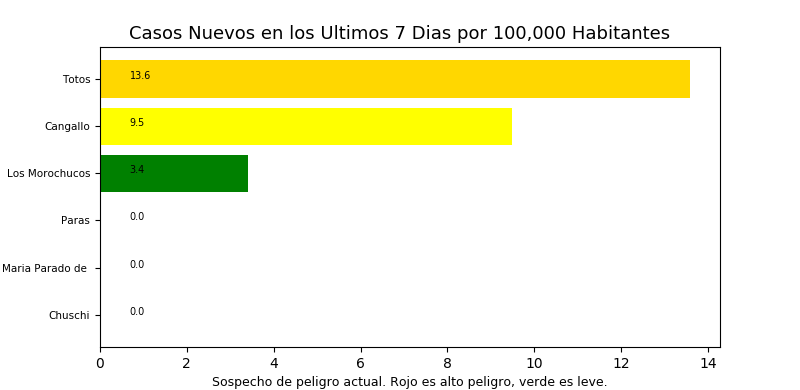 Casos Nuevos en los Ultimos 7 Dias por 100,000 Habitantes
Totos
13.6
Cangallo
9.5
Los Morochucos
3.4
Paras
0.0
Maria Parado de
0.0
Chuschi
0.0
0 2 4 6 8 10 12 14
Sospecho de peligro actual. Rojo es alto peligro, verde es leve.